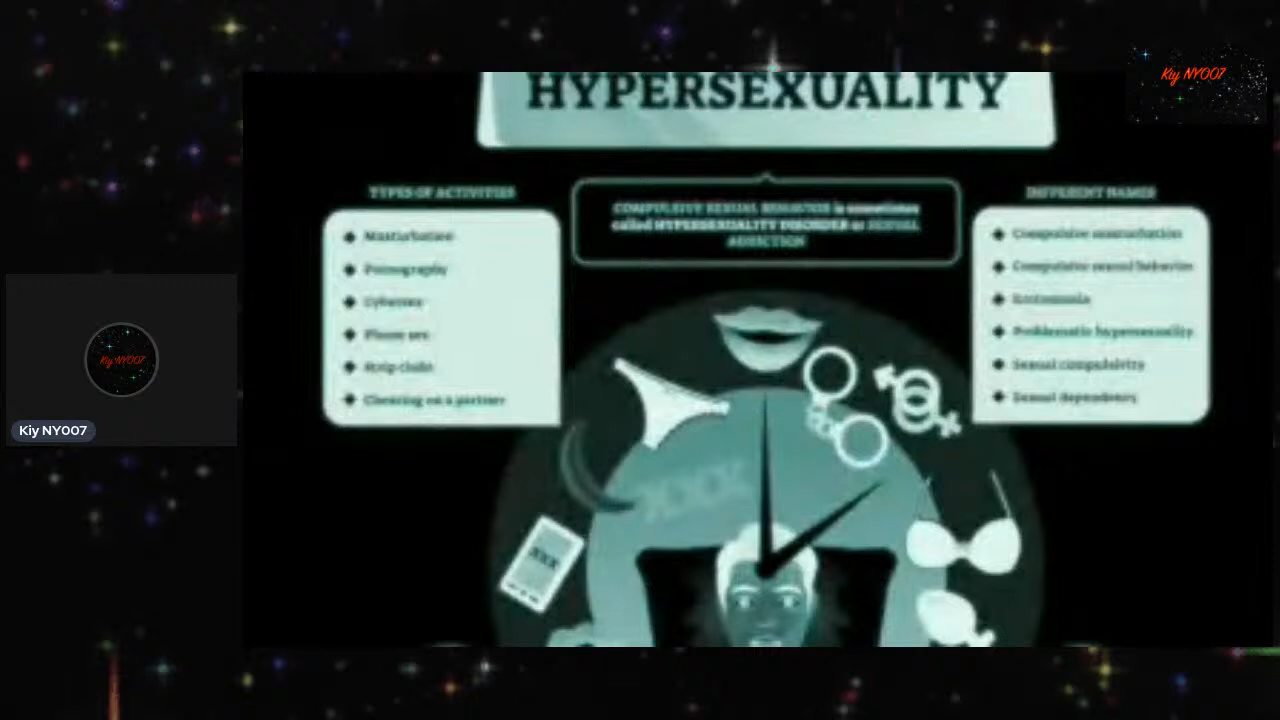 HYPERSEXUALITY
Kiy NY007
TYPES OF ACTIVITIES
COMPULSIVE SEXUAL BEHAVIOR is sometimes
called HYPERSEXUALITY DISORDER or SEXUAL
ADDICTION
DIFFERENT NAMES
Masturbation
Pornography
Cybersex
Phone sex
Strip clubs
Cheating on a partner
Compulsive masturbation
Compulsive sexual behavior
Erotomania
Problematic hypersexuality
Sexual compulsivity
Sexual dependency
XXX
XXX
Kiy NY007
Kiy NY007